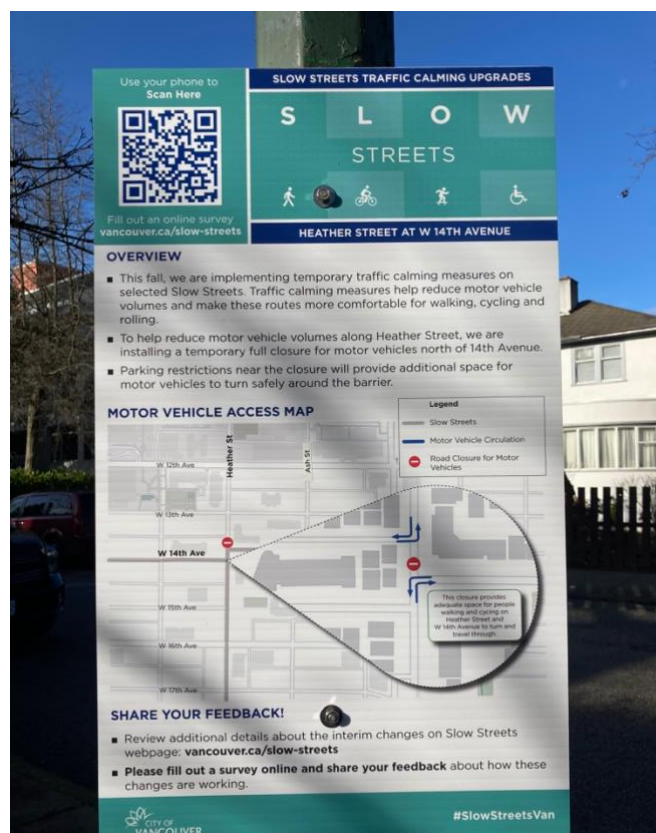 Use your phone to
Scan Here
Fill out an online survey
vancouver.ca/slow-streets
SLOW STREETS TRAFFIC CALMING UPGRADES
S L O W
STREETS
HEATHER STREET AT W 14TH AVENUE
OVERVIEW
▪ This fall, we are implementing temporary traffic calming measures on
selected Slow Streets. Traffic calming measures help reduce motor vehicle
volumes and make these routes more comfortable for walking, cycling and
rolling.
▪ To help reduce motor vehicle volumes along Heather Street, we are
installing a temporary full closure for motor vehicles north of 14th Avenue.
▪ Parking restrictions near the closure will provide additional space for
motor vehicles to turn safely around the barrier.
MOTOR VEHICLE ACCESS MAP
Legend
Slow Streets
Motor Vehicle Circulation
Road Closure for Motor
Vehicles
Heather St
Ash St
W 12th Ave
W 13th Ave
W 14th Ave
W 15th Ave
W 16th Ave
W 17th Ave
This closure provides
adequate space for people
walking and cycling on
Heather Street and
W 14th Avenue to turn and
travel through.
SHARE YOUR FEEDBACK!
▪ Review additional details about the interim changes on Slow Streets
webpage: vancouver.ca/slow-streets
▪ Please fill out a survey online and share your feedback about how these
changes are working.
CITY OF
VANCOUVER
#SlowStreetsVan